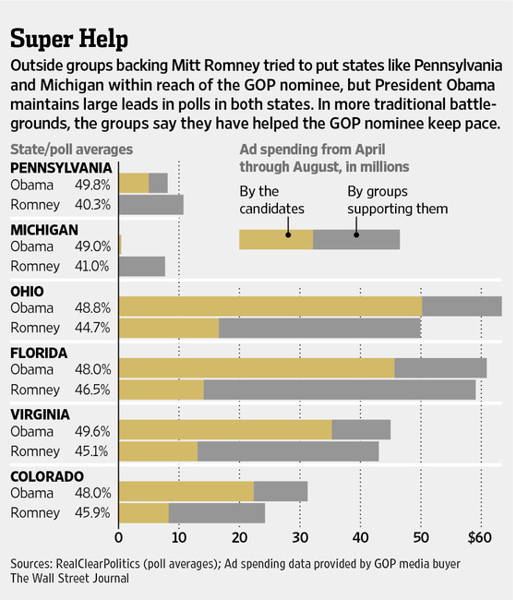 Super Help
Outside groups backing Mitt Romney tried to put states like Pennsylvania
and Michigan within reach of the GOP nominee, but President Obama
maintains large leads in polls in both states. In more traditional battle-
grounds, the groups say they have helped the GOP nominee keep pace.
State/poll averages
Ad spending from April
through August, in millions
By the
candidates
By groups
supporting them
PENNSYLVANIA
Obama 49.8%
Romney 40.3%
MICHIGAN
Obama 49.0%
Romney 41.0%
OHIO
Obama 48.8%
Romney 44.7%
FLORIDA
Obama 48.0%
Romney 46.5%
VIRGINIA
Obama 49.6%
Romney 45.1%
COLORADO
Obama 48.0%
Romney 45.9%
0 10 20 30 40 50 $60
Sources: RealClearPolitics (poll averages); Ad spending data provided by GOP media buyer
The Wall Street Journal